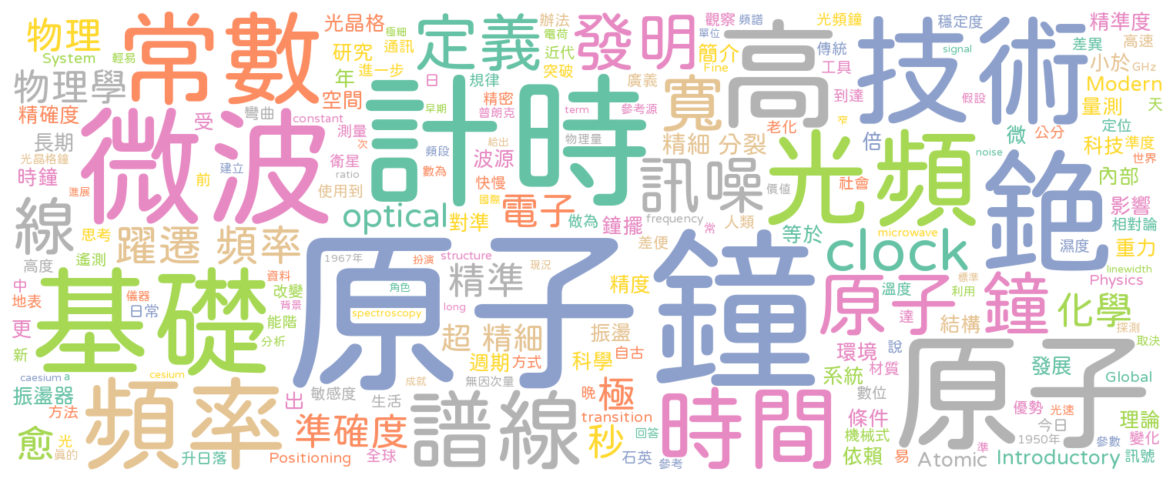 物理 常數 光晶格 定義 辦法 電荷 極細 通訊 近代 發明 觀察 頻譜 單位 高 技術 光頻鐘 穩定度 精準度
System 輕易 研究 突破 簡介 Fine 傳統 工具 signal 差異 高速
物理學 年 進一步 日 規律 廣義 寬 小於 GHz
空間 計時 早期 精密 普朗克 到達 假設 Modern
精確度 受 彎曲 constant term 參考源 老化 倍 量測 天
長期 微波 測量 次 給出 物理量 精細 分裂 光頻 窄 微 公分 定位
光晶格鐘 建立 衛星 頻段 noise 科技 準度 世界
時鐘 前 ratio 數為 波源 訊噪 價值 社會 鉋 內部
進展 使用到 快慢 國際 電子 影響
線 optical 對準 做為 鐘擺 frequency 常 人類 等於 microwave 相對論
思考 躍遷 頻率 差便 clock 濕度 重力
高度 遙測 1967年 扮演 structure 現況 標準 linewidth
中 基礎 資料 原子鐘 角色 精準 精度 原子 鐘 溫度 利用 Physics
地表 儀器 改變 背景 long 達 探測
更 日常 能階 spectroscopy 超 精細 振盪 結構 化學
新 分析 取決
caesium a cesium 週期 方式 科學 自古 環境 說 原子 發展
振盪器 敏感度 成就 無因次量 材質 Global
方法 頻率 出 生活 譜線 晚 極 時間 系統 數位 優勢 光速
愈 光 準確度 transition 條件 今日 理論
真的 秒 回答 機械式 1950年 參數 變化
升日落 Positioning 全球 石英 參考 依賴 易 Atomic 準 Introductory 訊號